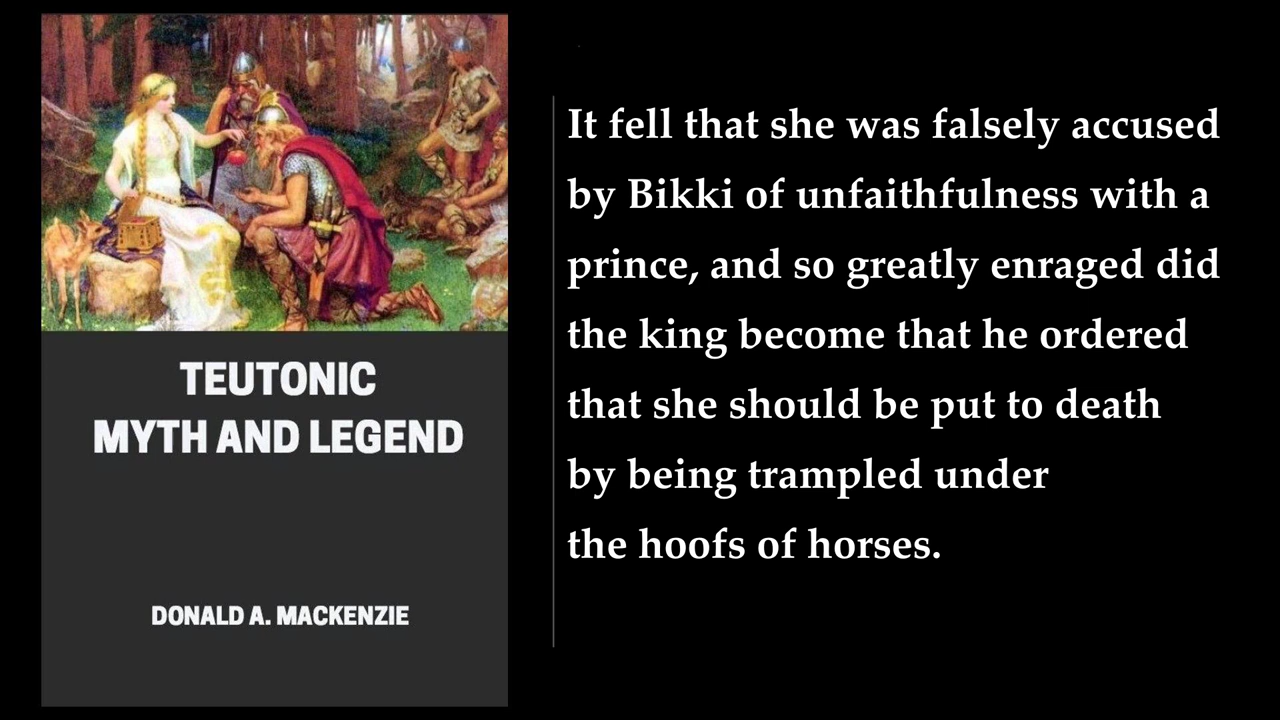 TEUTONIC
MYTH AND LEGEND
DONALD A. MACKENZIE
It fell that she was falsely accused
by Bikki of unfaithfulness with a
prince, and so greatly enraged did
the king become that he ordered
that she should be put to death
by being trampled under
the hoofs of horses.